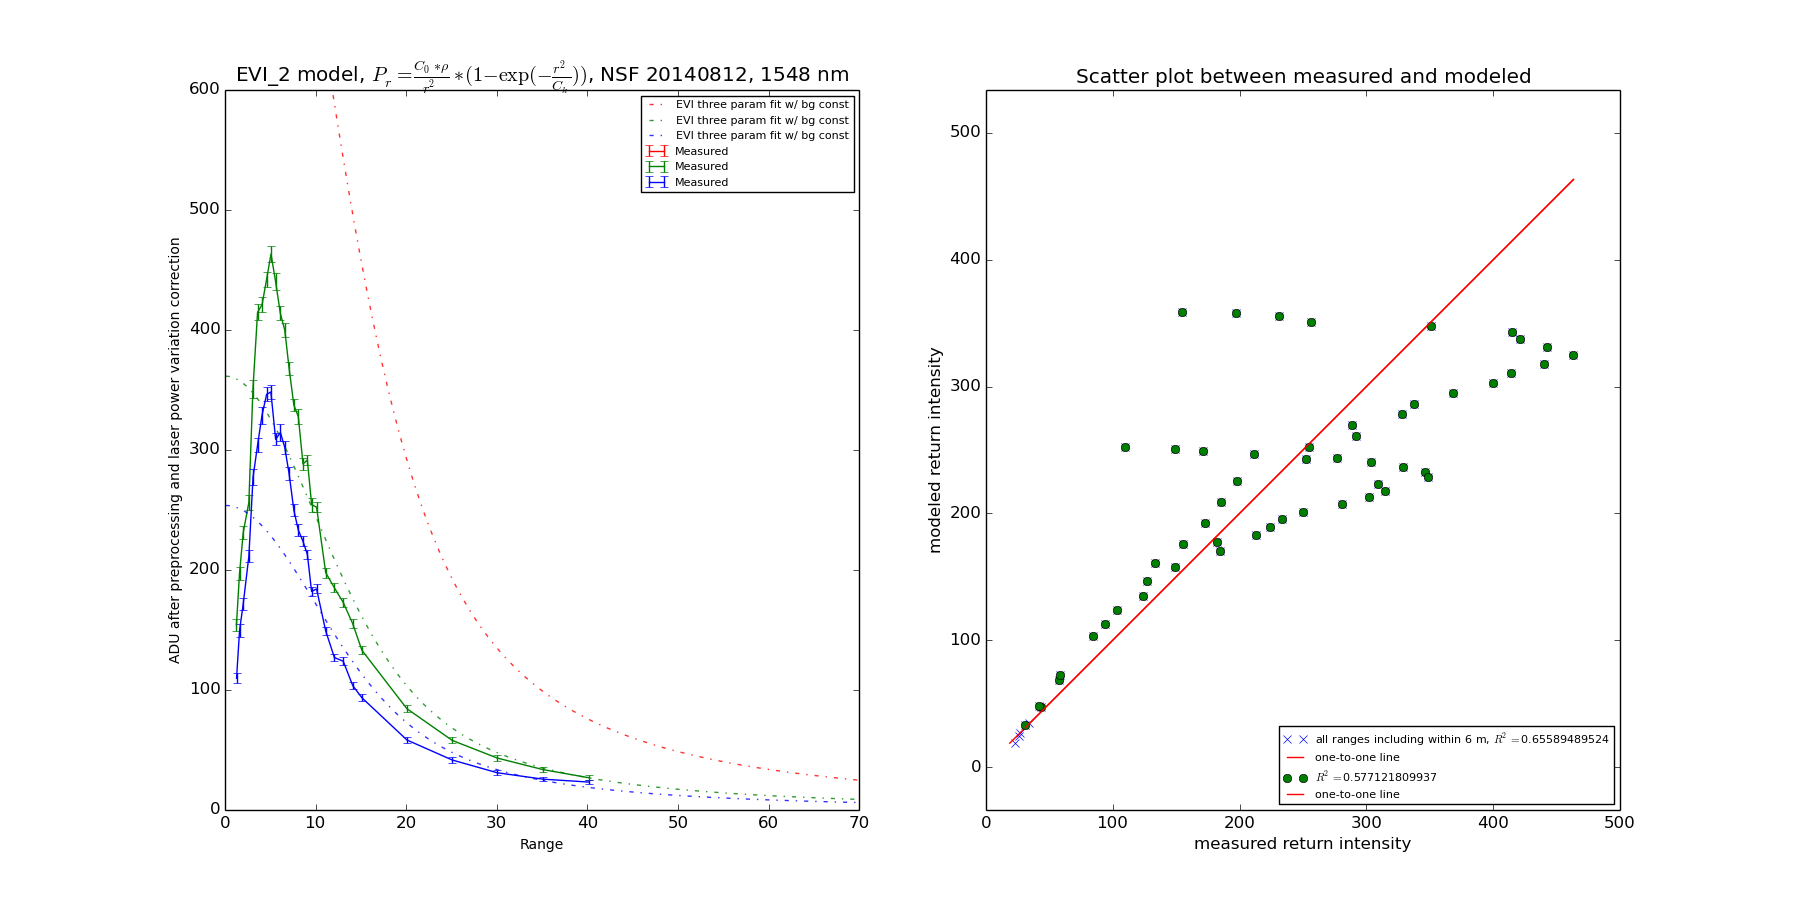 EVI_2 model, $P_r = \frac{C_0 * \rho}{r^2} * (1 - \exp(-\frac{r^2}{C_k}))$, NSF 20140812, 1548 nm
600
500
400
300
200
100
0
0 10 20 30 40 50 60 70
Range
ADU after preprocessing and laser power variation correction
EVI three param fit w/ bg const
EVI three param fit w/ bg const
EVI three param fit w/ bg const
Measured
Measured
Measured
Scatter plot between measured and modeled
500
400
300
200
100
0
0 100 200 300 400 500
measured return intensity
modeled return intensity
all ranges including within 6 m, $R^2$ =0.65589489524
one-to-one line
$R^2$ =0.577121809937
one-to-one line